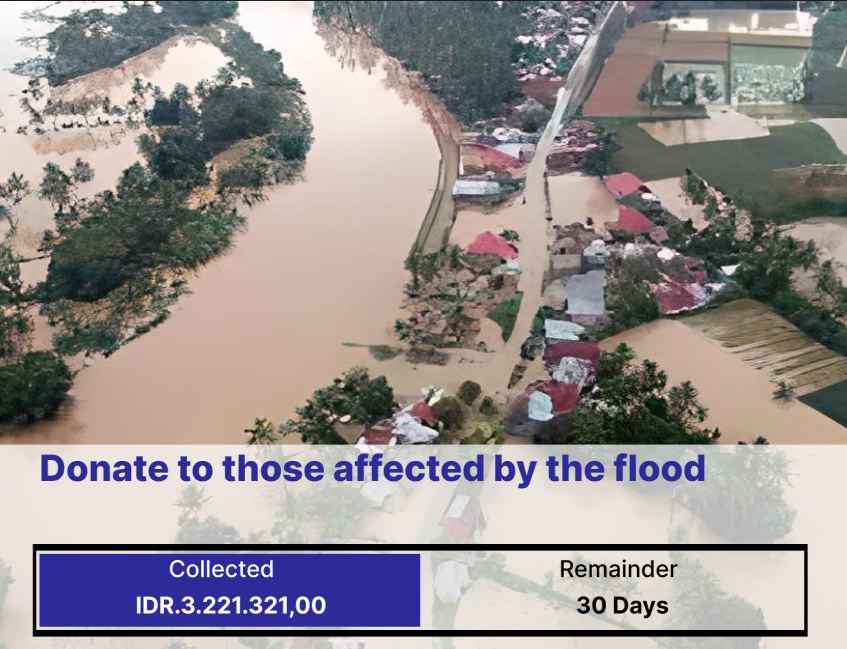 Donate to those affected by the flood
Collected
IDR.3.221.321,00
Remainder
30 Days